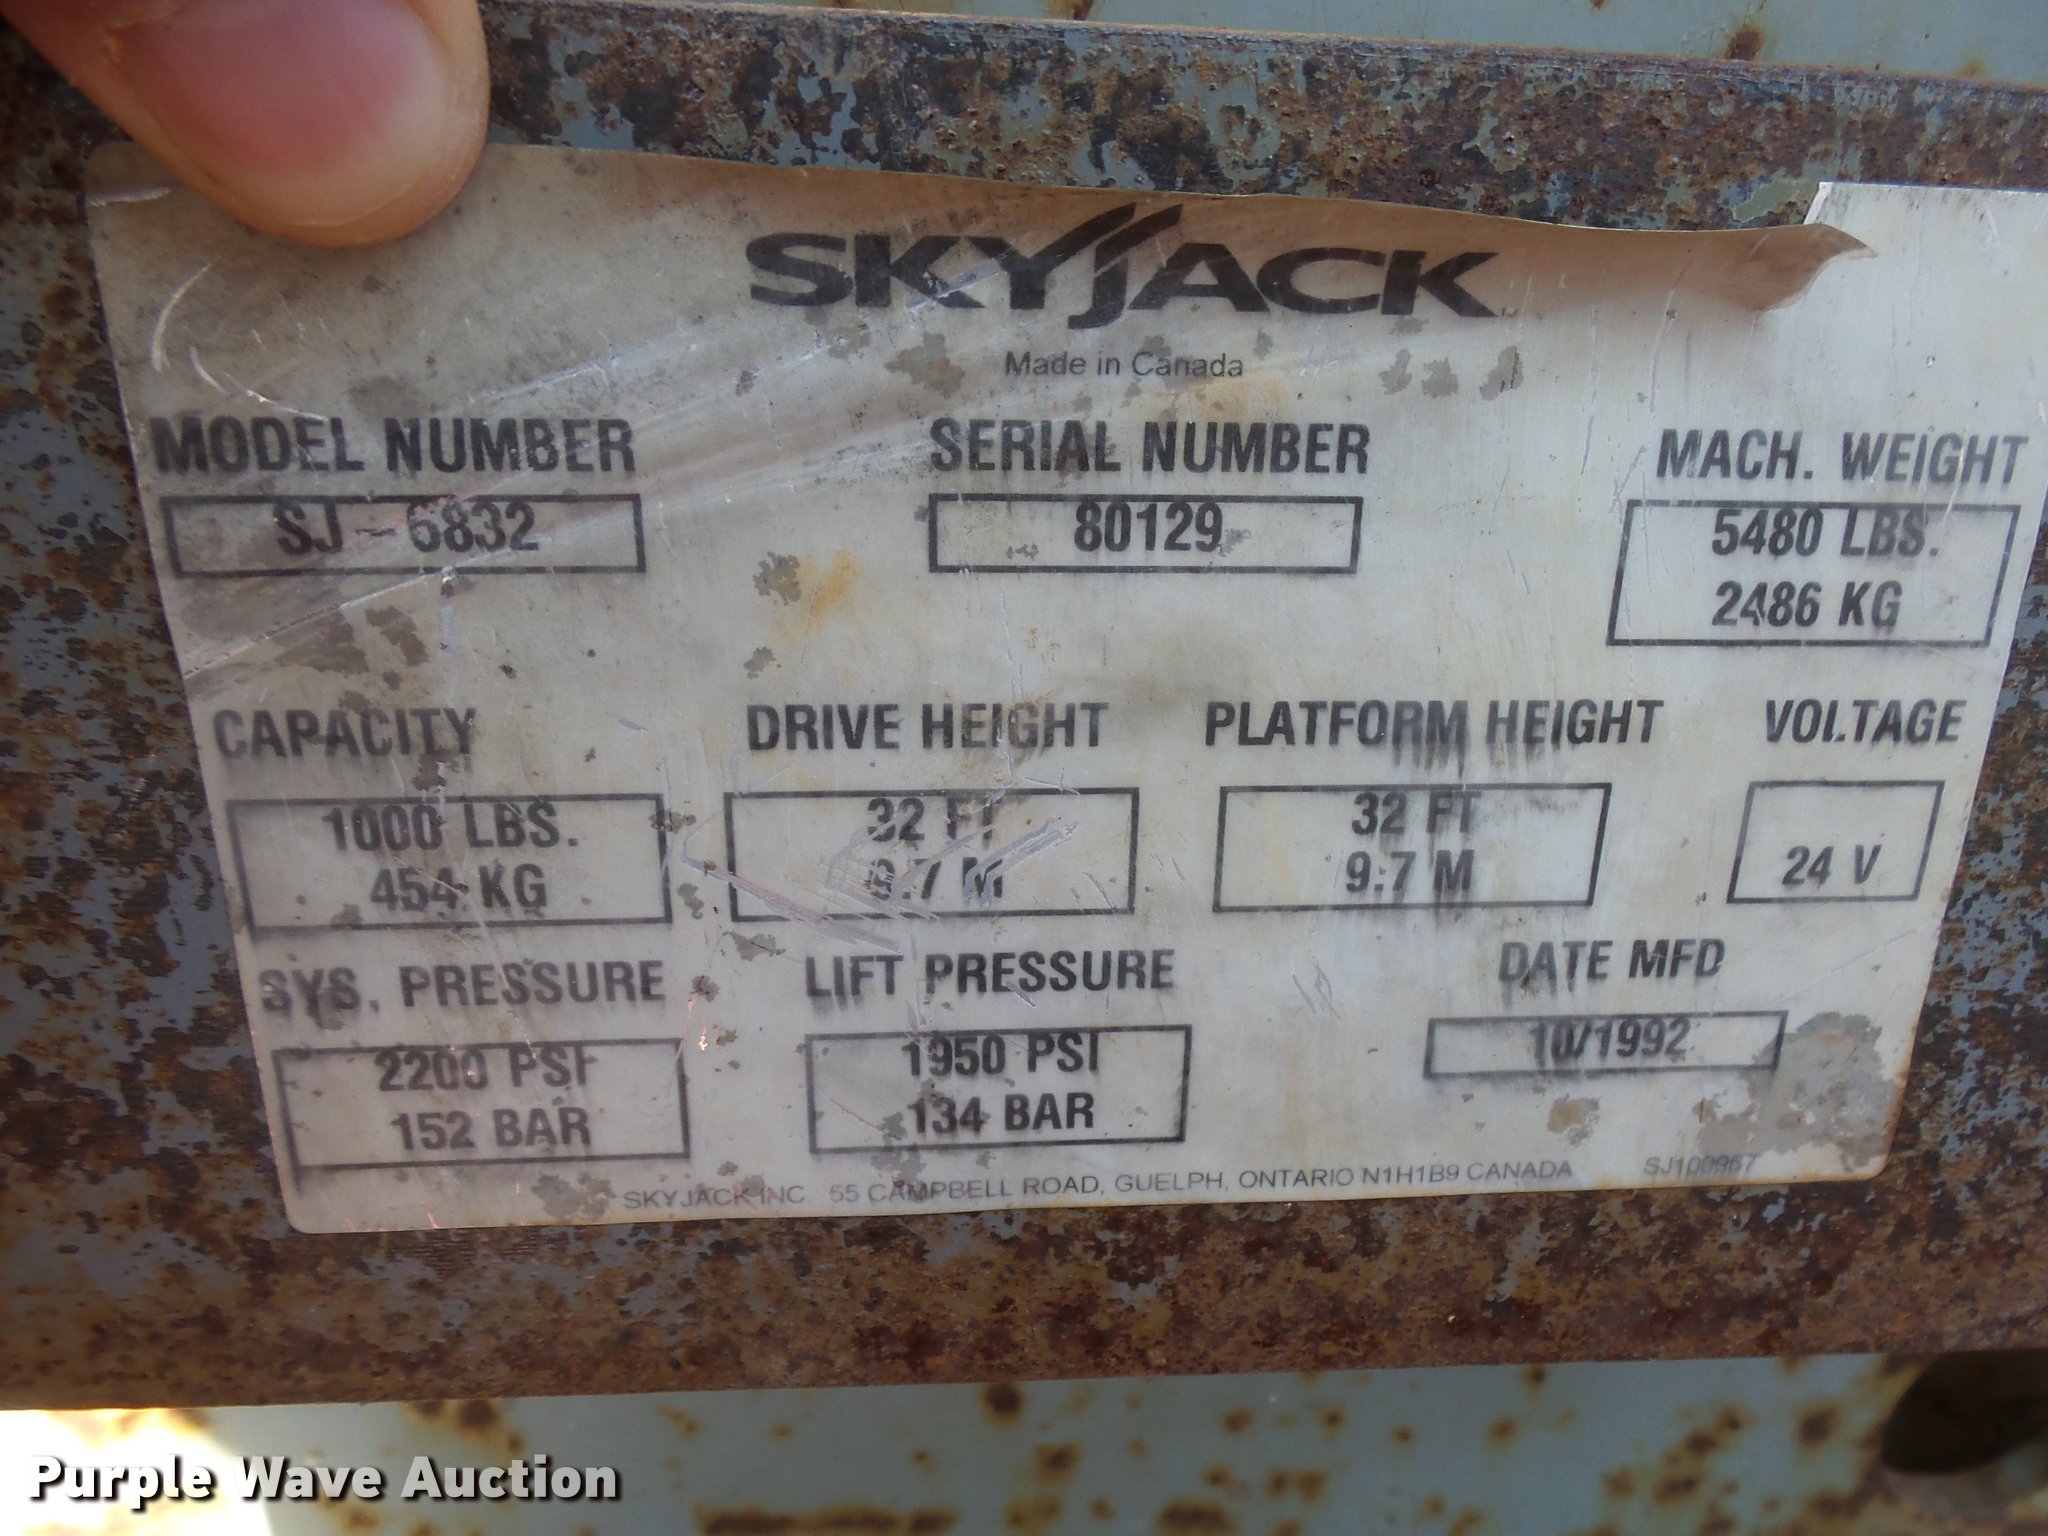 SKYJACK
Made in Canada
MODEL NUMBER SERIAL NUMBER MACH. WEIGHT
SJ - 6832 80129 5480 LBS.
2486 KG
CAPACITY DRIVE HEIGHT PLATFORM HEIGHT VOLTAGE
1000 LBS. 32 FT 32 FT
454 KG 9.7 M 9.7 M 24 V
SYS. PRESSURE LIFT PRESSURE DATE MFD
2200 PSI 1950 PSI 10/1992
152 BAR 134 BAR
SKYJACK INC. 55 CAMPBELL ROAD, GUELPH, ONTARIO N1H1B9 CANADA
Purple Wave Auction